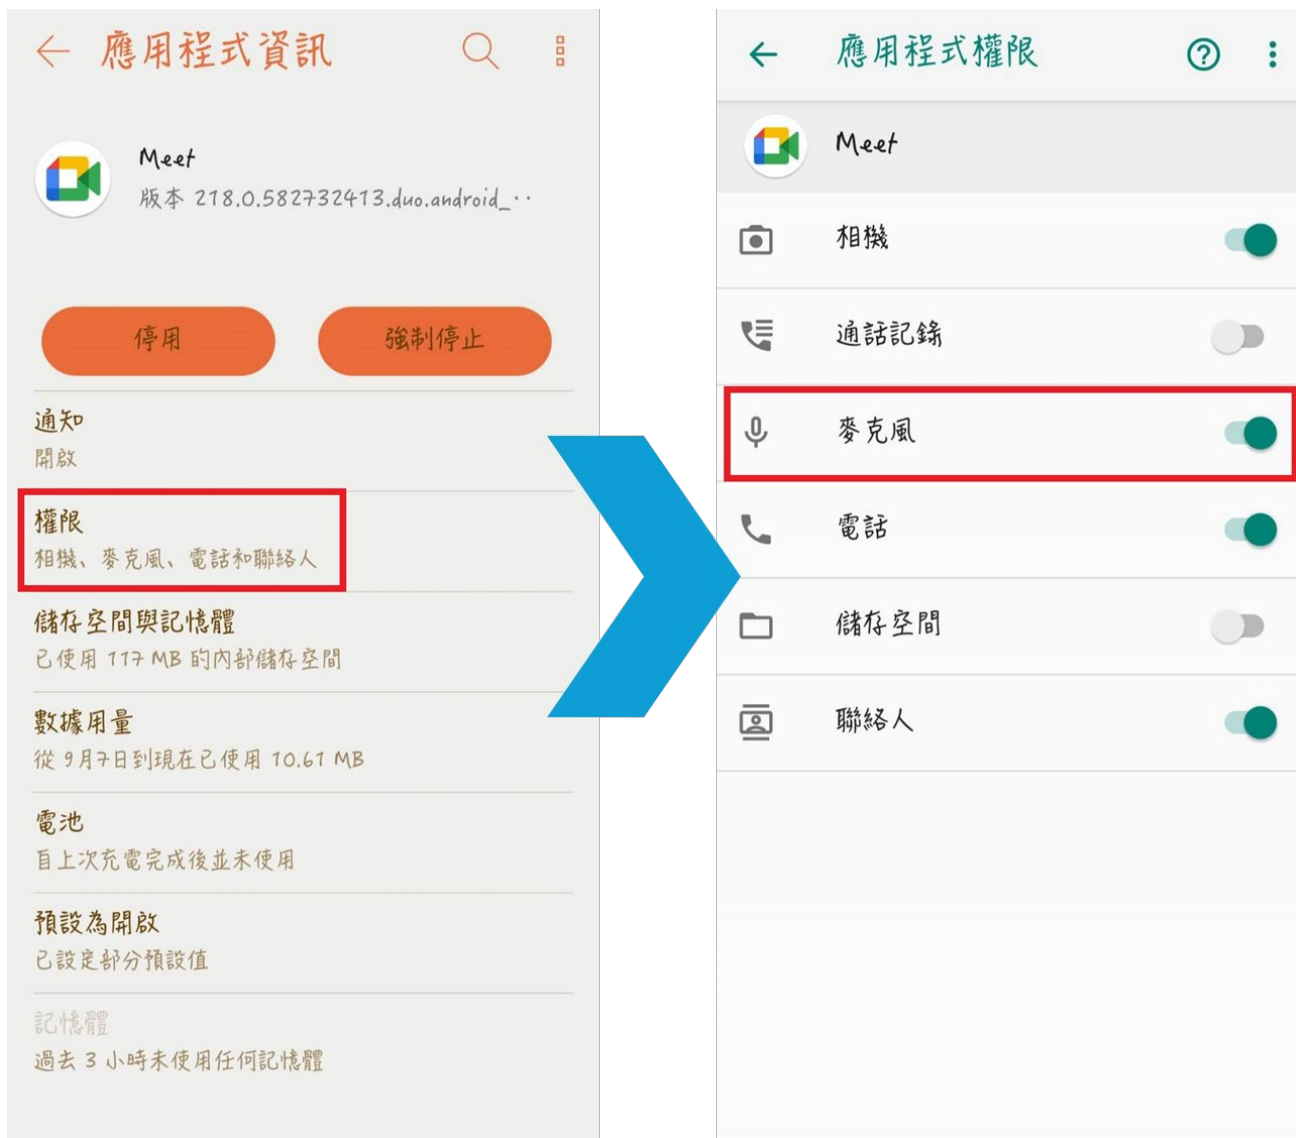 應用程式資訊
Meet
版本 218.0.582732413.duo.android_··
停用
強制停止
通知
開啟
權限
相機、麥克風、電話和聯絡人
儲存空間與記憶體
已使用 117 MB 的內部儲存空間
數據用量
從 9月7日到現在已使用 10.61 MB
電池
自上次充電完成後並未使用
預設為開啟
已設定部分預設值
記憶體
過去 3 小時未使用任何記憶體
應用程式權限
Meet
相機
通話記錄
麥克風
電話
儲存空間
聯絡人